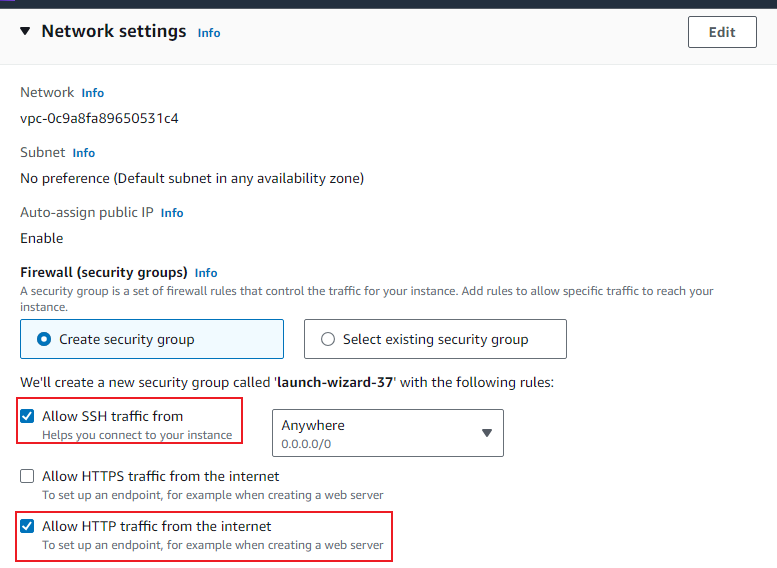 Network settings Info
Edit
Network Info
vpc-0c9a8fa89650531c4
Subnet Info
No preference (Default subnet in any availability zone)
Auto-assign public IP Info
Enable
Firewall (security groups) Info
A security group is a set of firewall rules that control the traffic for your instance. Add rules to allow specific traffic to reach your
instance.
Create security group
Select existing security group
We'll create a new security group called 'launch-wizard-37' with the following rules:
Allow SSH traffic from
Helps you connect to your instance
Anywhere
0.0.0.0/0
Allow HTTPS traffic from the internet
To set up an endpoint, for example when creating a web server
Allow HTTP traffic from the internet
To set up an endpoint, for example when creating a web server